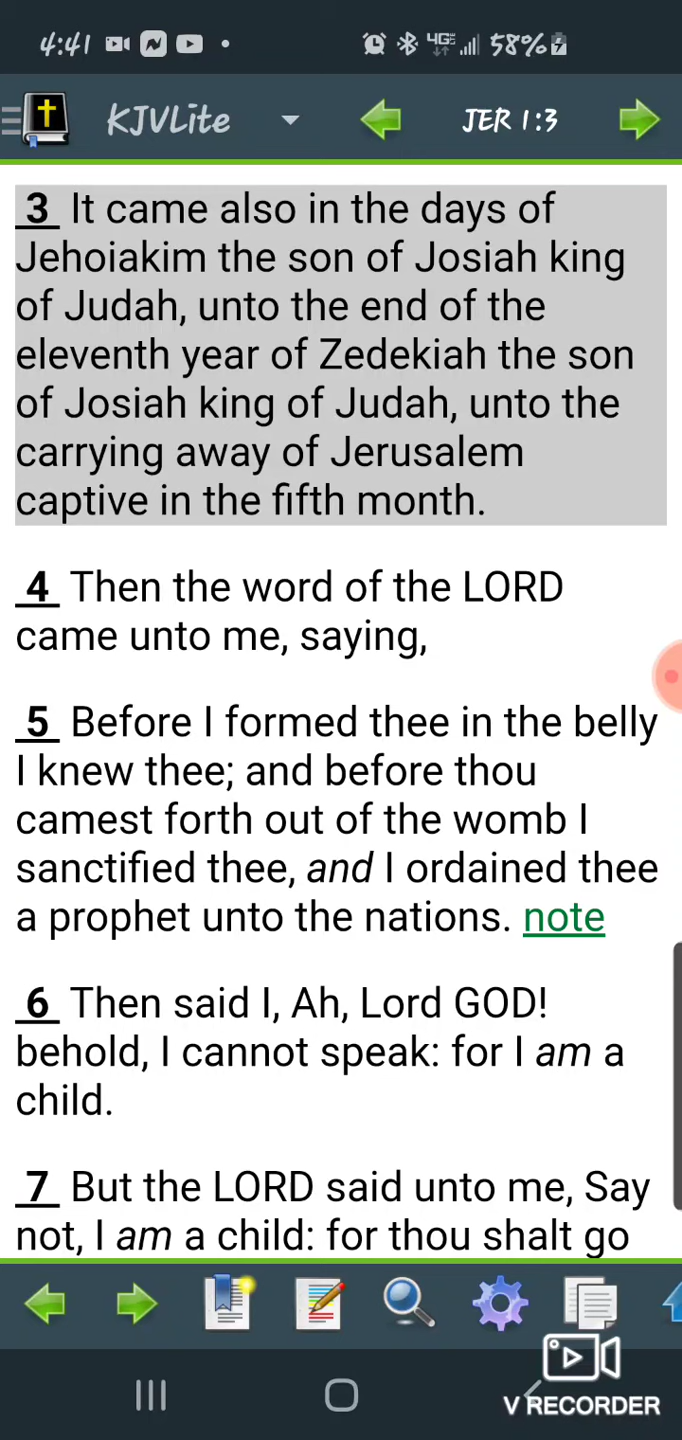 4:41 58%
KJVLite JER 1:3
3 It came also in the days of
Jehoiakim the son of Josiah king
of Judah, unto the end of the
eleventh year of Zedekiah the son
of Josiah king of Judah, unto the
carrying away of Jerusalem
captive in the fifth month.
4 Then the word of the LORD
came unto me, saying,
5 Before I formed thee in the belly
I knew thee; and before thou
camest forth out of the womb I
sanctified thee, and I ordained thee
a prophet unto the nations. note
6 Then said I, Ah, Lord GOD!
behold, I cannot speak: for I am a
child.
7 But the LORD said unto me, Say
not, I am a child: for thou shalt go
V RECORDER